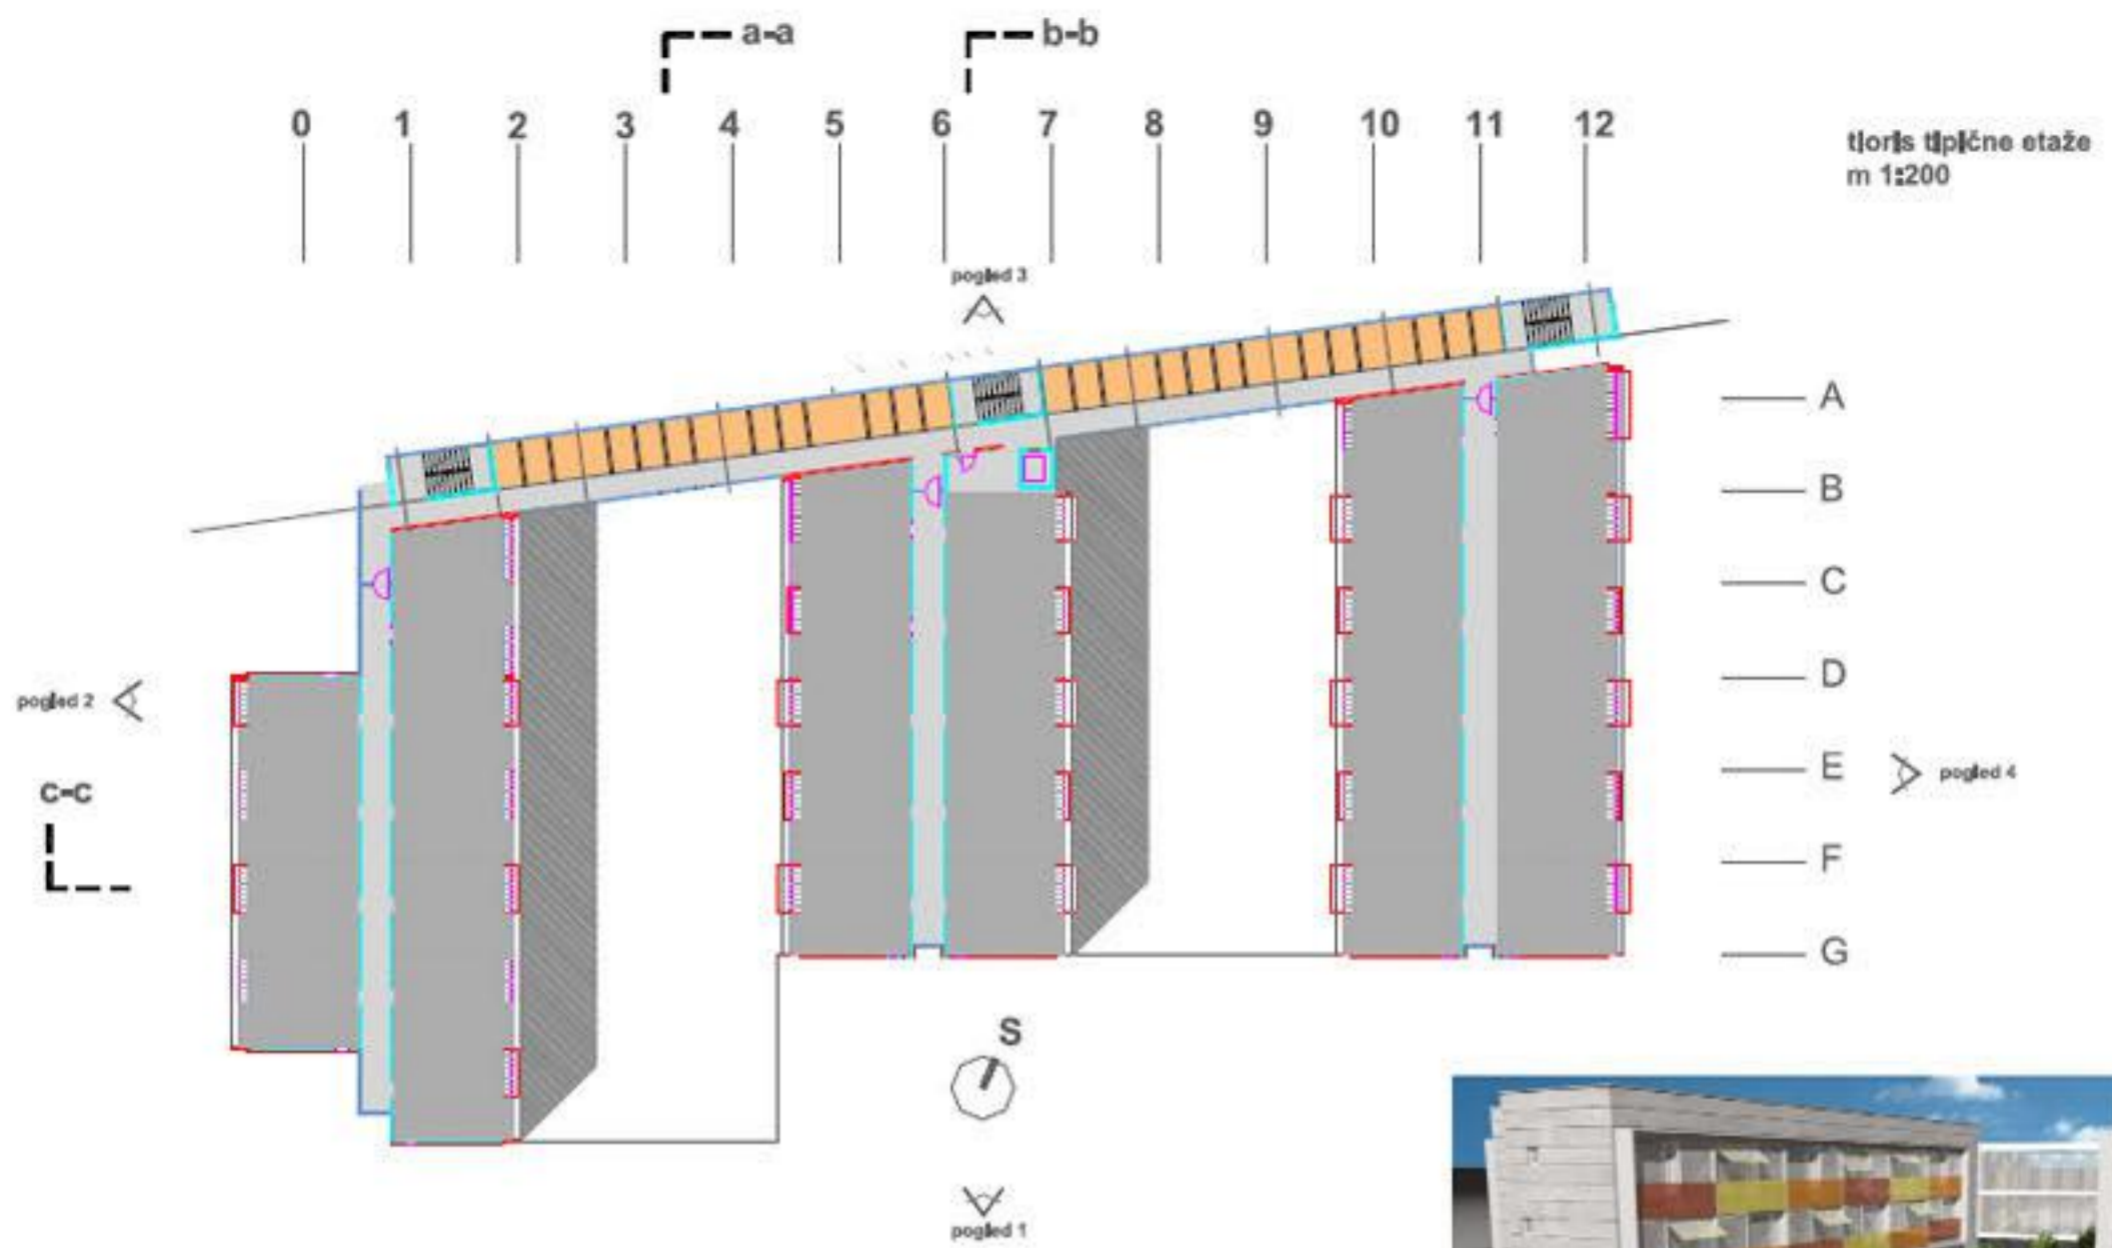 a-a
b-b
0 1 2 3 4 5 6 7 8 9 10 11 12
tloris tipične etaže
m 1:200
pogled 3
A
B
C
D
pogled 2
E
pogled 4
c-c
F
G
S
pogled 1